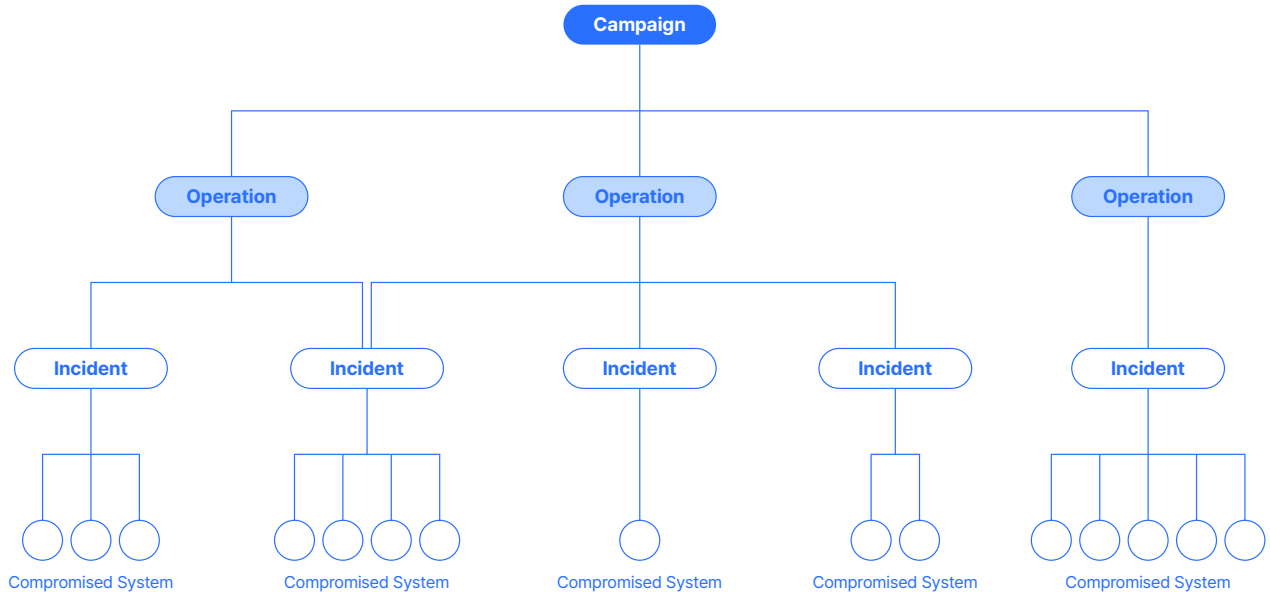 Campaign
Operation
Operation
Operation
Incident
Incident
Incident
Incident
Incident
Compromised System
Compromised System
Compromised System
Compromised System
Compromised System